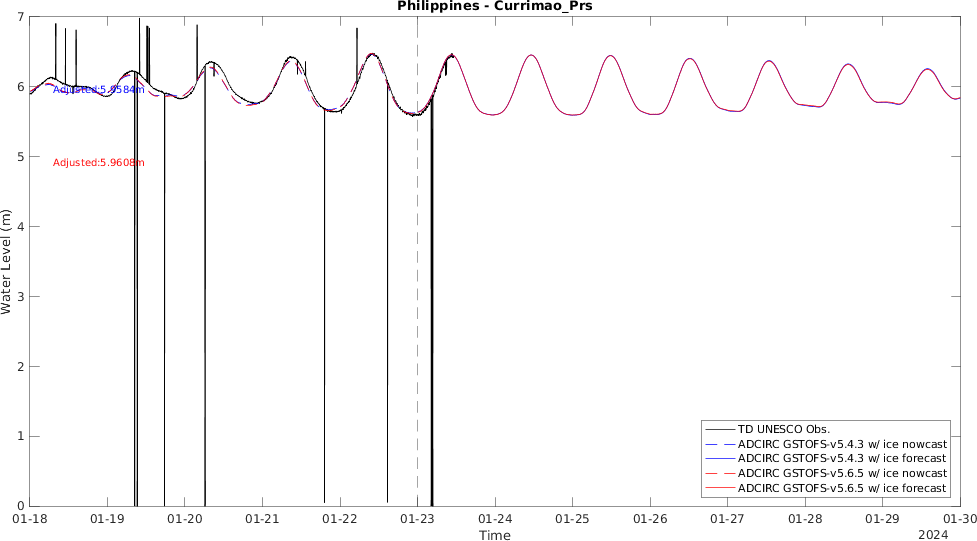 Philippines - Currimao_Prs
Water Level (m)
7
6
5
4
3
2
1
0
Adjusted:5.9584m
Adjusted:5.9608m
TD UNESCO Obs.
ADCIRC GSTOFS-v5.4.3 w/ ice nowcast
ADCIRC GSTOFS-v5.4.3 w/ ice forecast
ADCIRC GSTOFS-v5.6.5 w/ ice nowcast
ADCIRC GSTOFS-v5.6.5 w/ ice forecast
01-18 01-19 01-20 01-21 01-22 01-23 01-24 01-25 01-26 01-27 01-28 01-29 01-30
Time
2024